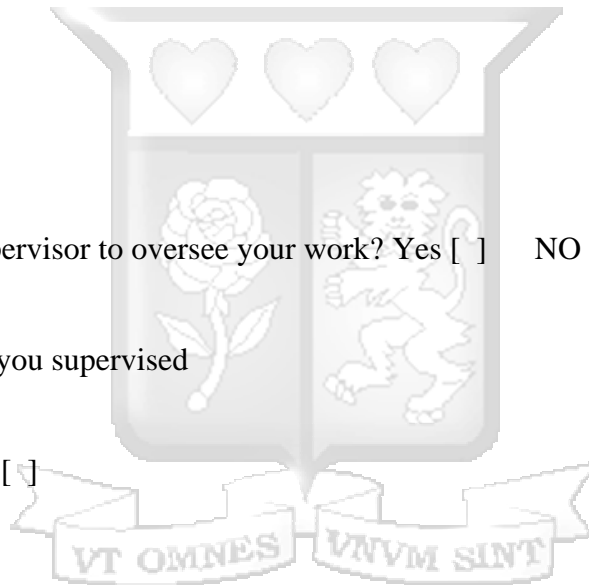 pervisor to oversee your work? Yes [ ] NO
you supervised
[ ]
VT OMNES VNVM SINT